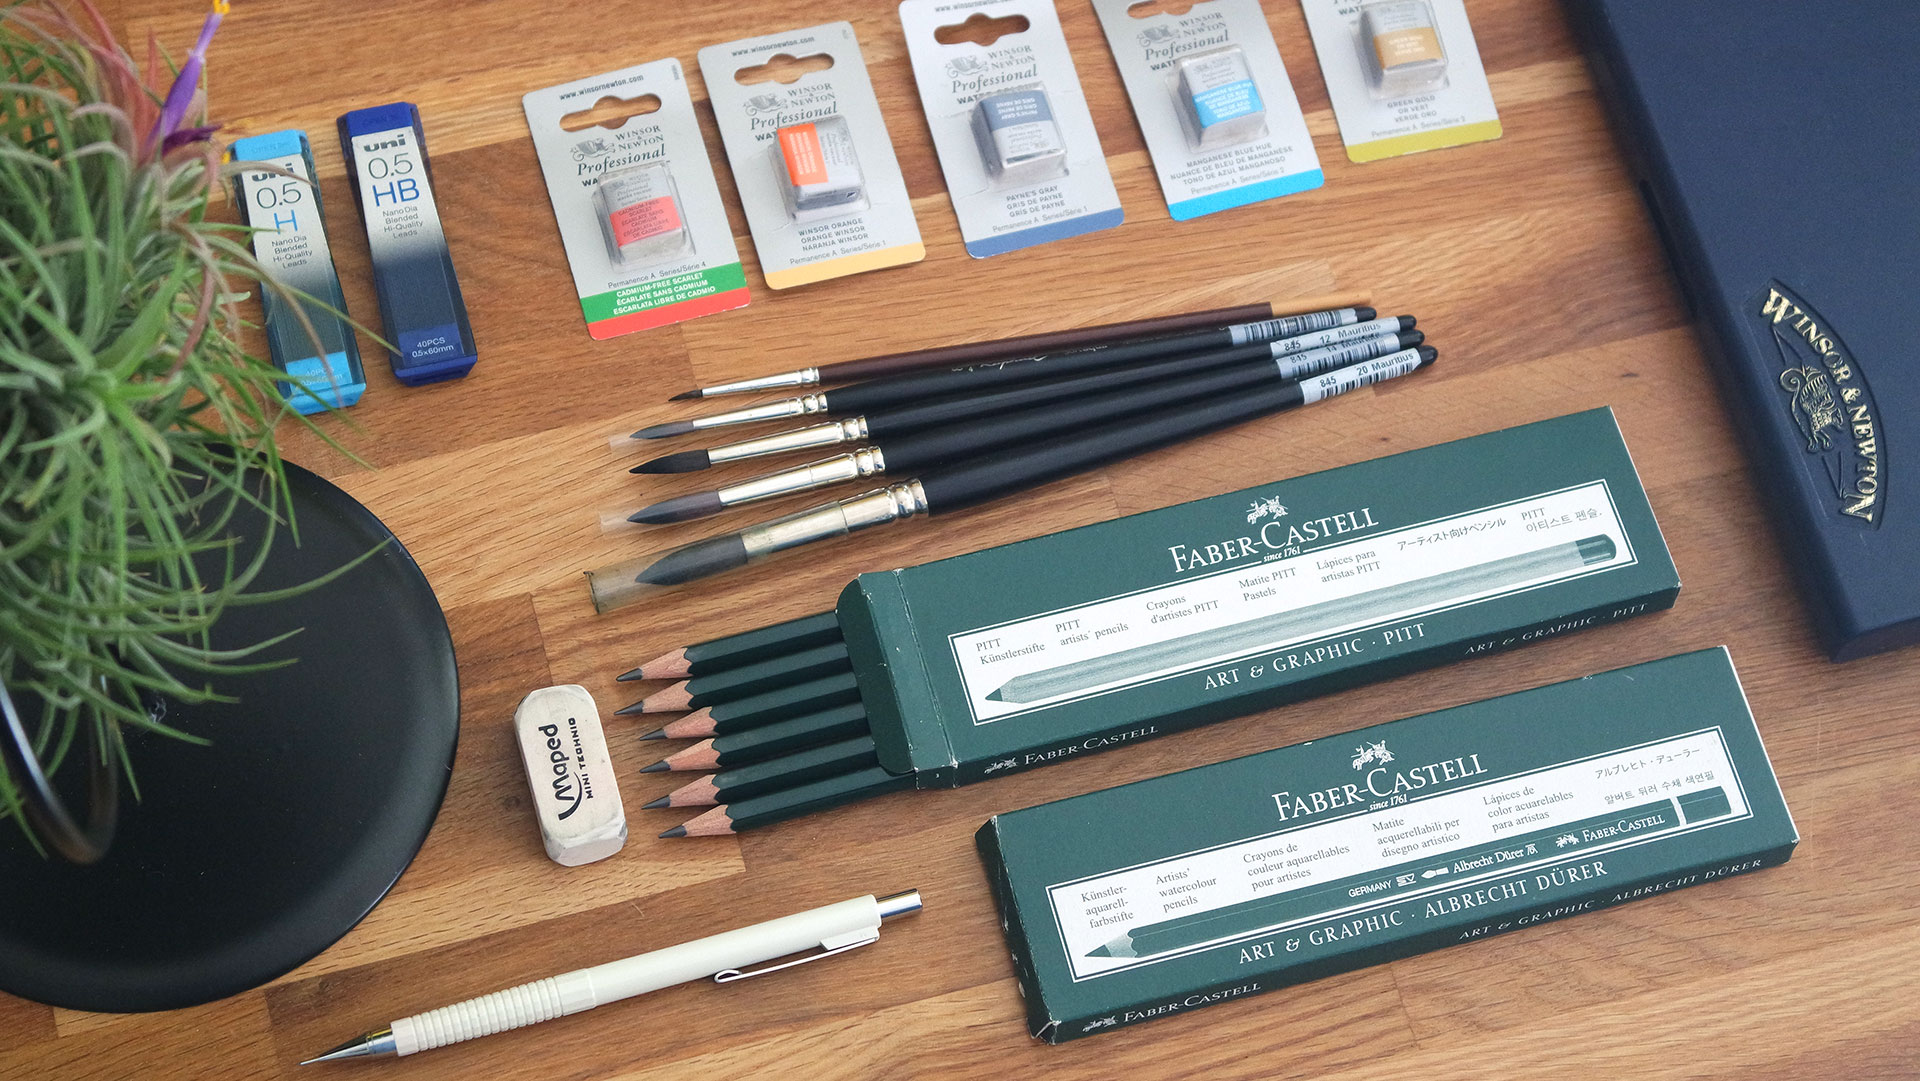 uni
0.5
H
Nano Dia
Blended
Hi-Quality
Leads
uni
0.5
HB
Nano Dia
Blended
Hi-Quality
Leads
40PCS
0.5×60mm
www.winsornewton.com
WINSOR
&
NEWTON
Professional
CADMIUM-FREE
SCARLET
Permanence A Series/Série 4
CADMIUM-FREE SCARLET
ÉCARLATE SANS CADMIUM
ESCARLATA LIBRE DE CADMIO
www.winsornewton.com
WINSOR
&
NEWTON
Professional
WINSOR ORANGE
ORANGE WINSOR
NARANJA WINSOR
Permanence A Series/Série 1
www.winsornewton.com
WINSOR
&
NEWTON
Professional
PAYNE'S GRAY
GRIS DE PAYNE
GRIS DE PAYNE
Permanence A Series/Série 1
WINSOR
& NEWTON
Professional
MANGANESE BLUE HUE
NUANCE DE BLEU DE MANGANÈSE
TONO DE AZUL MANGANOSO
Permanence A Series/Série 2
GREEN GOLD
OR VERT
VERDE ORO
Permanence A Series/Série 2
WINSOR & NEWTON
845 12 Mauritius
845 14 Mauritius
845 20 Mauritius
FABER-CASTELL
since 1761
PITT
Künstlerstifte
PITT
artists' pencils
Crayons
d'artistes PITT
Matite PITT
Pastels
Lápices para
artistas PITT
アーティスト向けペンシル
PITT
아티스트 펜슬.
ART & GRAPHIC · PITT
ART & GRAPHIC · PITT
FABER-CASTELL
Maped
MINI TECHNIC
FABER-CASTELL
since 1761
Künstler-
aquarell-
farbstifte
Artists'
watercolour
pencils
Crayons de
couleur aquarellables
pour artistes
Matite
acquerellabili per
disegno artistico
Lápices de
color acuarelables
para artistas
アルブレヒト・デューラー
알버트 뒤러 수채 색연필
GERMANY Albrecht Dürer FABER-CASTELL
ART & GRAPHIC · ALBRECHT DÜRER
ART & GRAPHIC · ALBRECHT DÜRER
FABER-CASTELL